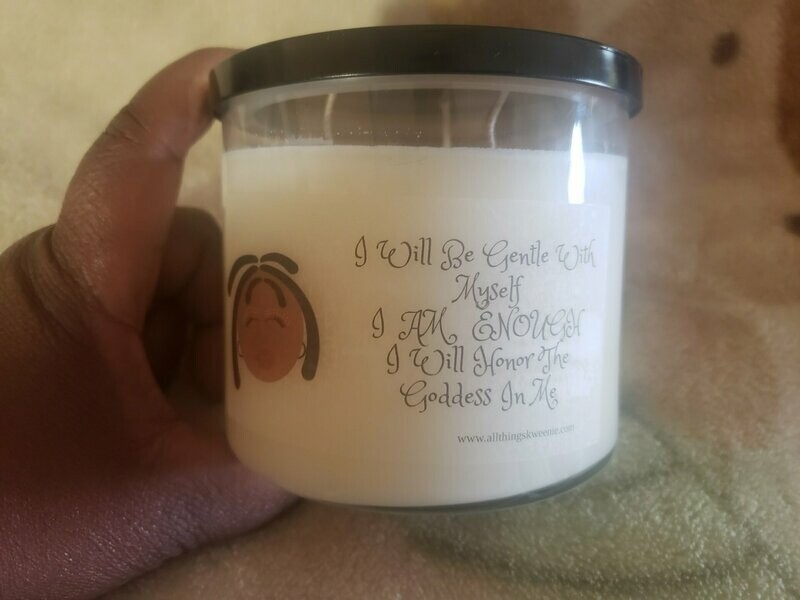 I Will Be Gentle With
Myself
I AM ENOUGH
I Will Honor The
Goddess In Me
www.allthingskweenie.com